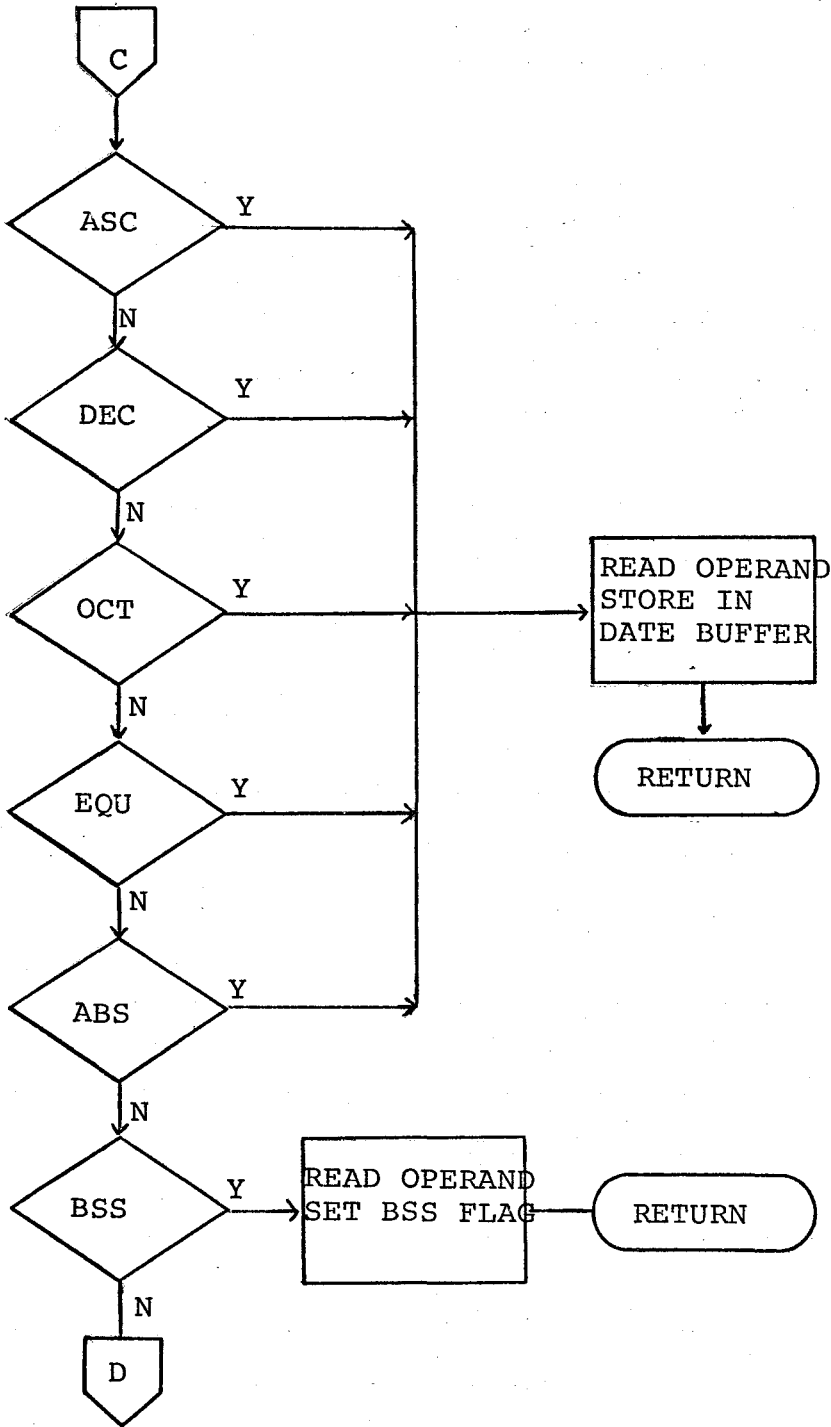 C
ASC
Y
N
DEC
Y
N
OCT
Y
READ OPERAND
STORE IN
DATE BUFFER
N
RETURN
EQU
Y
N
ABS
Y
N
BSS
Y
READ OPERAND
SET BSS FLAG
RETURN
N
D